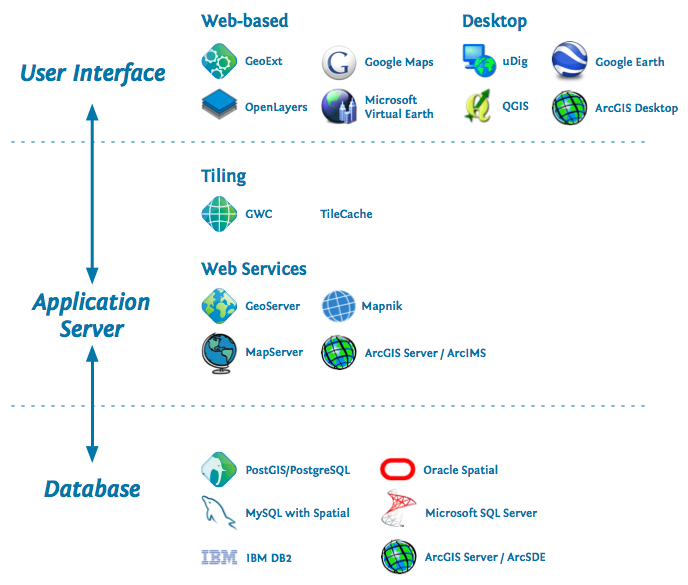 Web-based
Desktop
User Interface
GeoExt
Google Maps
uDig
Google Earth
OpenLayers
Microsoft
Virtual Earth
QGIS
ArcGIS Desktop
Tiling
GWC
TileCache
Web Services
Application
Server
GeoServer
Mapnik
MapServer
ArcGIS Server / ArcIMS
Database
PostGIS/PostgreSQL
Oracle Spatial
MySQL with Spatial
Microsoft SQL Server
IBM
IBM DB2
ArcGIS Server / ArcSDE
G